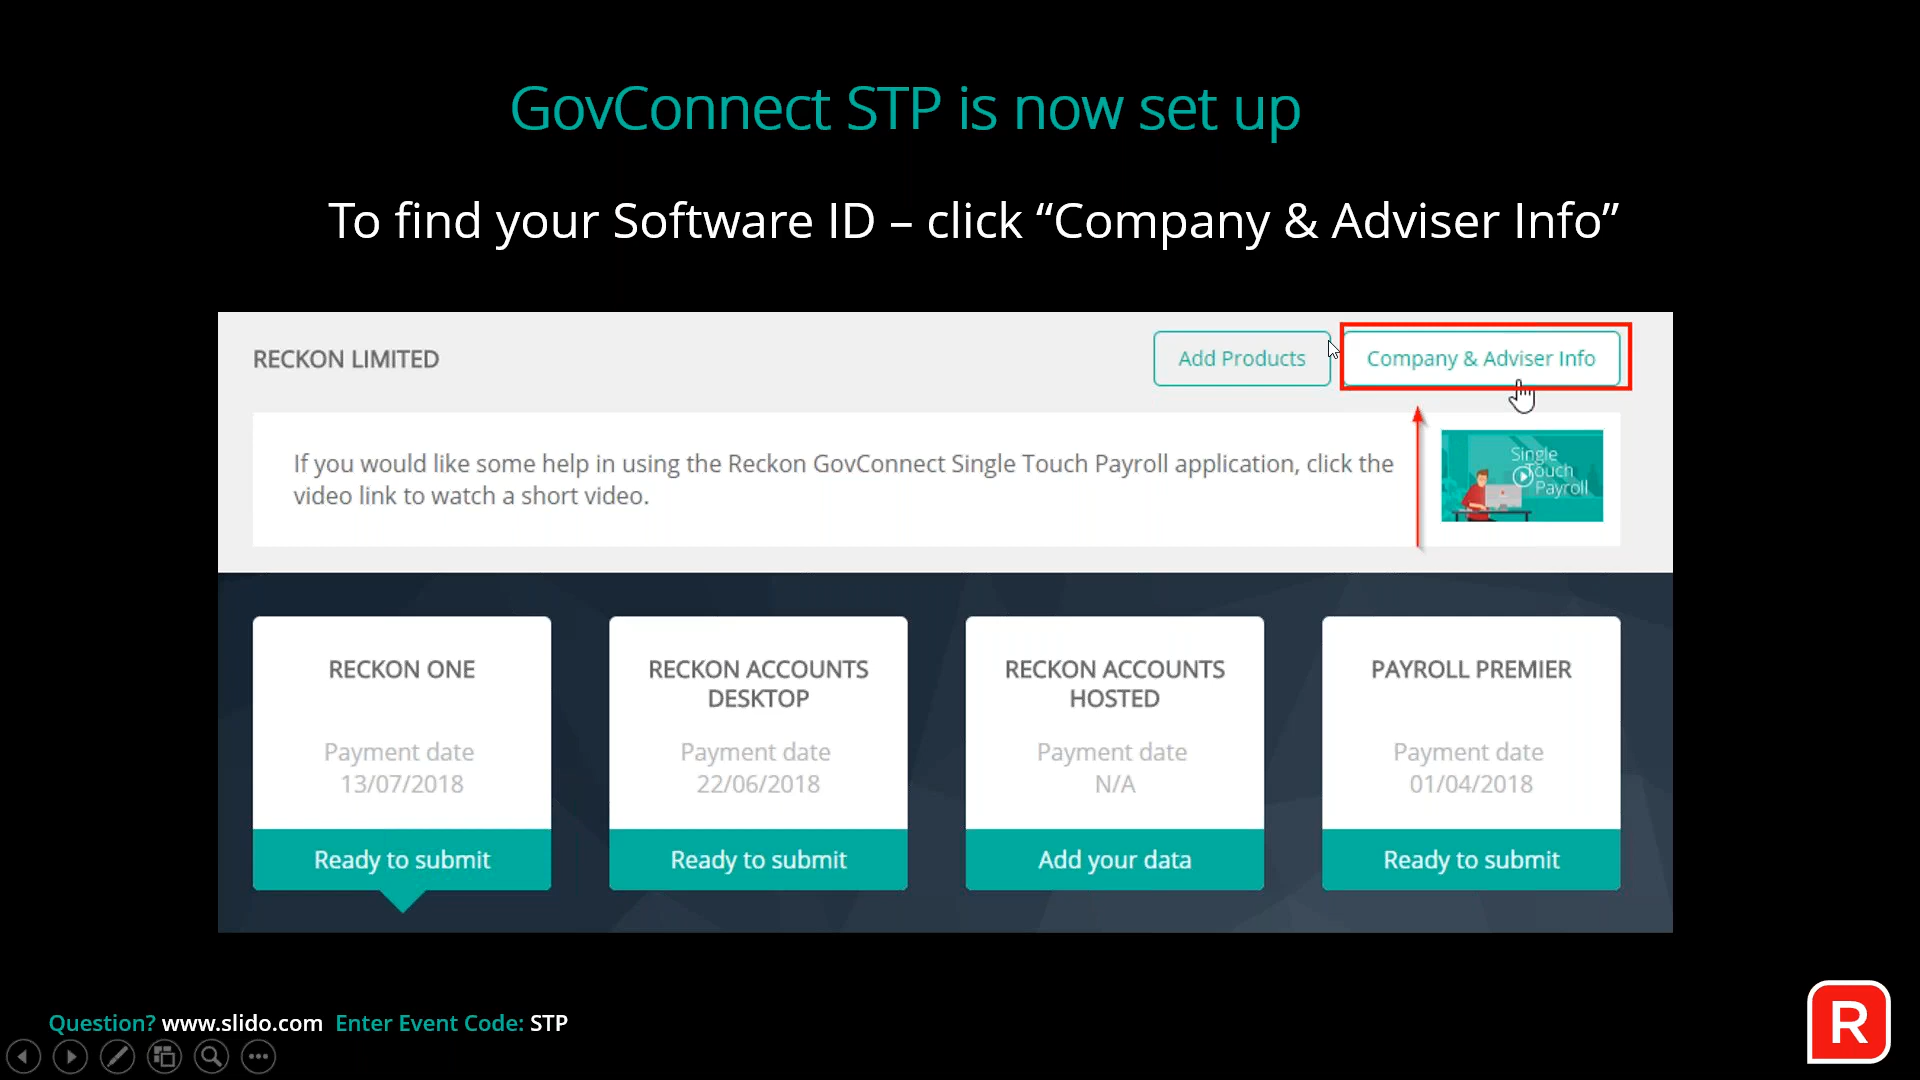 GovConnect STP is now set up
To find your Software ID – click “Company & Adviser Info”
RECKON LIMITED
Add Products
Company & Adviser Info
If you would like some help in using the Reckon GovConnect Single Touch Payroll application, click the
video link to watch a short video.
Single
Touch
Payroll
RECKON ONE
Payment date
13/07/2018
Ready to submit
RECKON ACCOUNTS
DESKTOP
Payment date
22/06/2018
Ready to submit
RECKON ACCOUNTS
HOSTED
Payment date
N/A
Add your data
PAYROLL PREMIER
Payment date
01/04/2018
Ready to submit
Question? www.slido.com Enter Event Code: STP
R